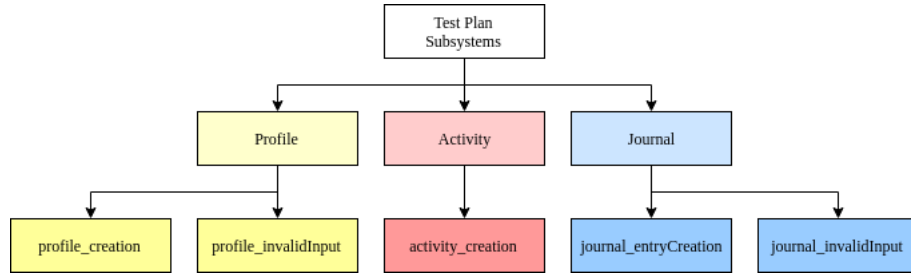 Test Plan
Subsystems
Profile
Activity
Journal
profile_creation
profile_invalidInput
activity_creation
journal_entryCreation
journal_invalidInput